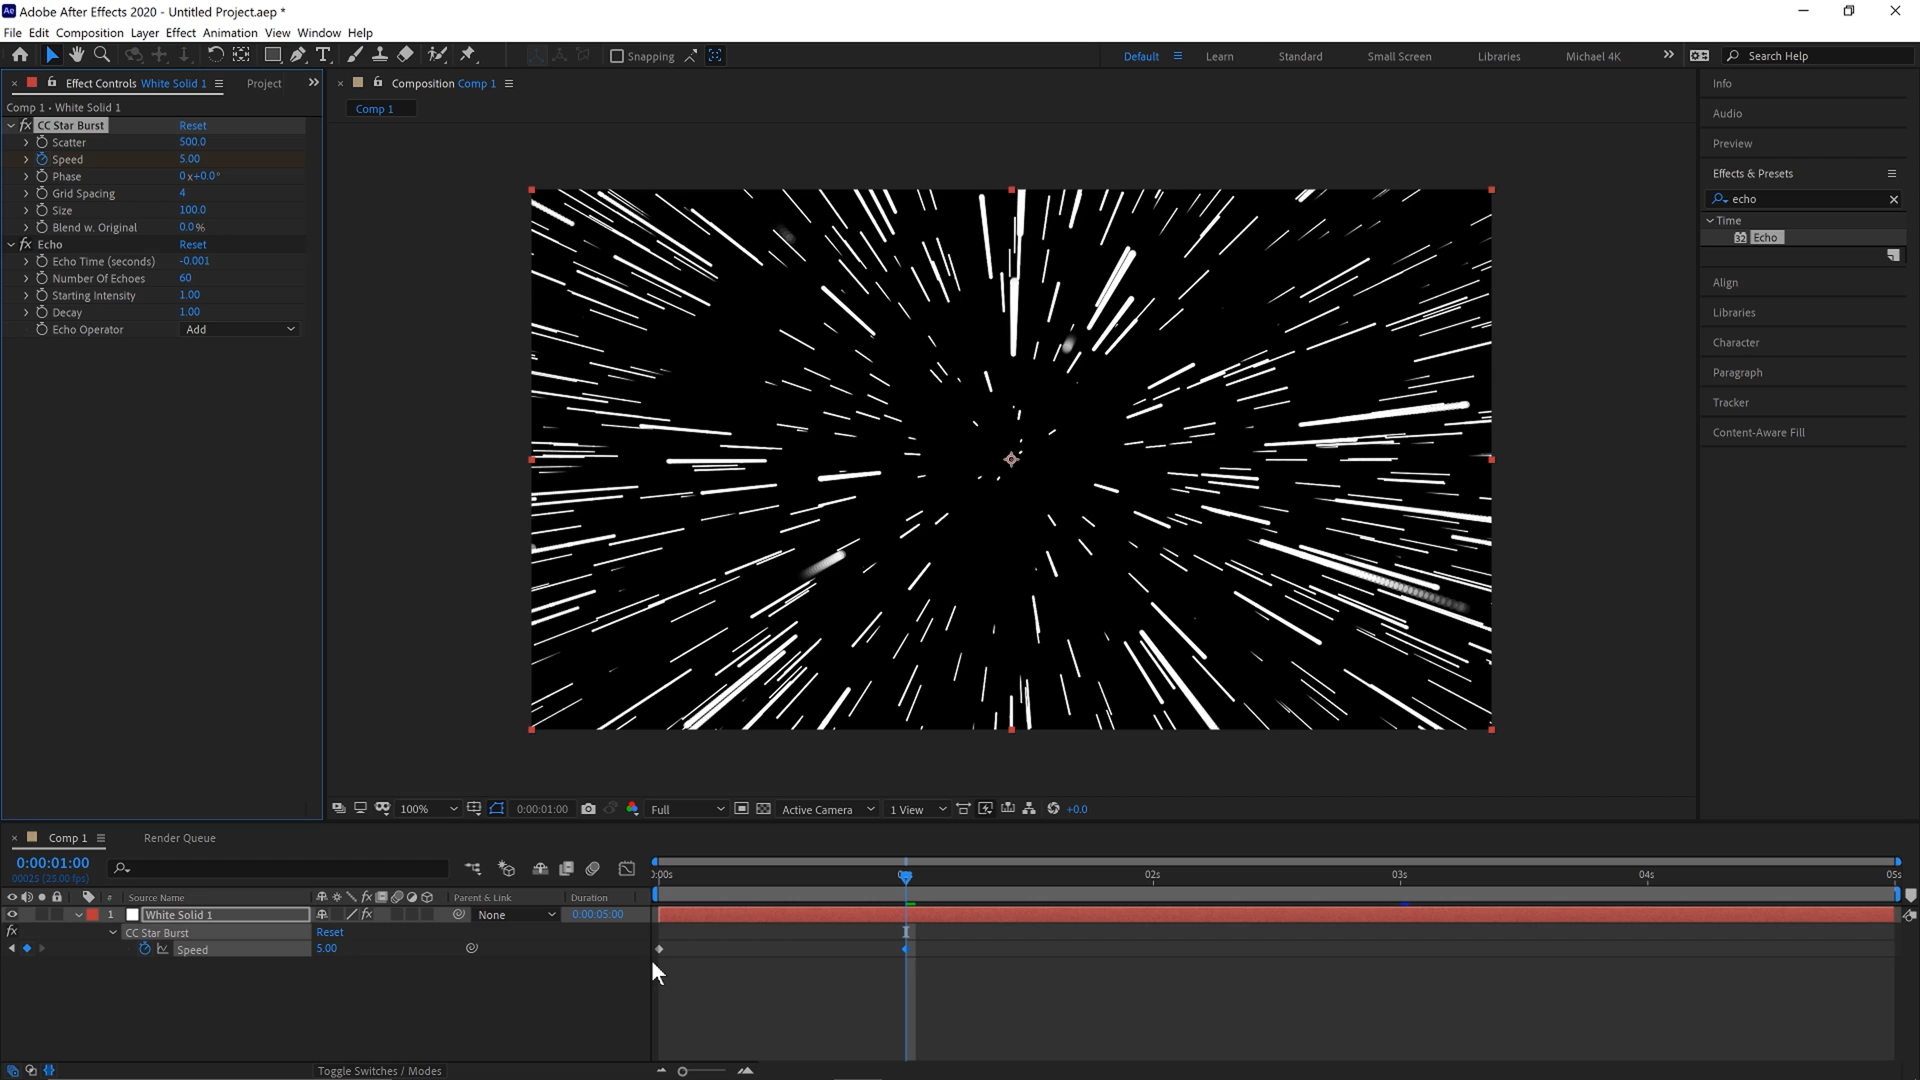 Adobe After Effects 2020 - Untitled Project.aep *
File Edit Composition Layer Effect Animation View Window Help
Snapping
Default Learn Standard Small Screen Libraries Michael 4K Search Help
Effect Controls White Solid 1 Project
Comp 1 • White Solid 1
fx CC Star Burst Reset
Scatter 500.0
Speed 5.00
Phase 0x+0.0°
Grid Spacing 4
Size 100.0
Blend w. Original 0.0%
fx Echo Reset
Echo Time (seconds) -0.001
Number Of Echoes 60
Starting Intensity 1.00
Decay 1.00
Echo Operator Add
Composition Comp 1
Comp 1
100% 0:00:01:00 Full Active Camera 1 View +0.0
Info
Audio
Preview
Effects & Presets
echo
Time
32 Echo
Align
Libraries
Character
Paragraph
Tracker
Content-Aware Fill
Comp 1 Render Queue
0:00:01:00
00025 (25.00 fps)
02s 03s 04s 05s
# Source Name fx Parent & Link Duration
1 White Solid 1 fx None 0:00:05:00
fx CC Star Burst Reset
Speed 5.00
Toggle Switches / Modes